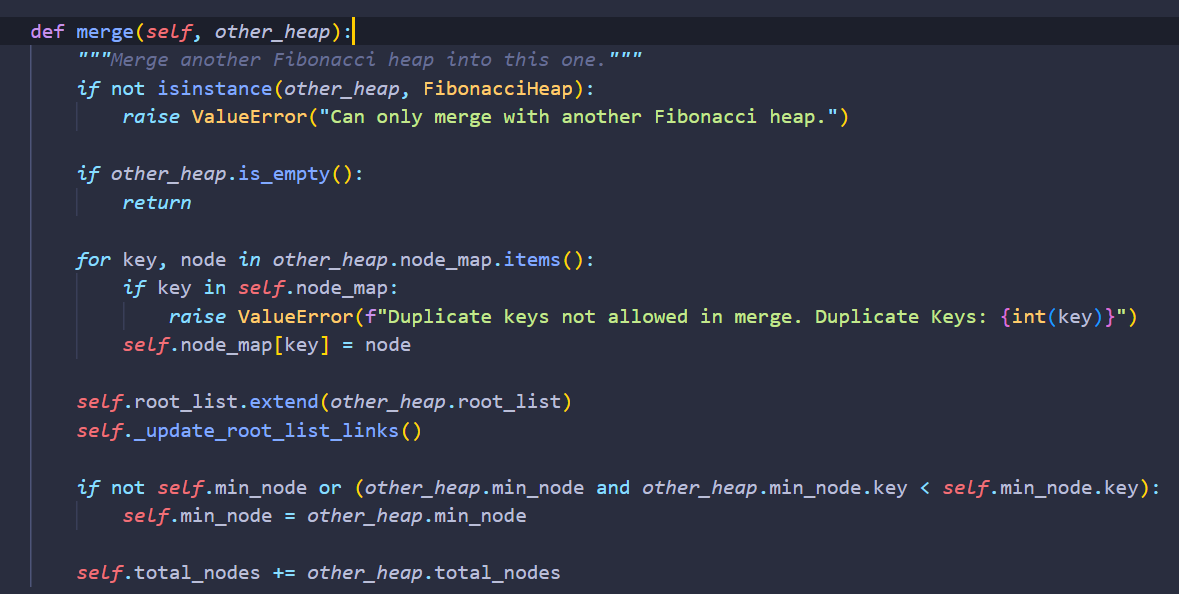 def merge(self, other_heap):
    """Merge another Fibonacci heap into this one."""
    if not isinstance(other_heap, FibonacciHeap):
        raise ValueError("Can only merge with another Fibonacci heap.")

    if other_heap.is_empty():
        return

    for key, node in other_heap.node_map.items():
        if key in self.node_map:
            raise ValueError(f"Duplicate keys not allowed in merge. Duplicate Keys: {int(key)}")
        self.node_map[key] = node

    self.root_list.extend(other_heap.root_list)
    self._update_root_list_links()

    if not self.min_node or (other_heap.min_node and other_heap.min_node.key < self.min_node.key):
        self.min_node = other_heap.min_node

    self.total_nodes += other_heap.total_nodes